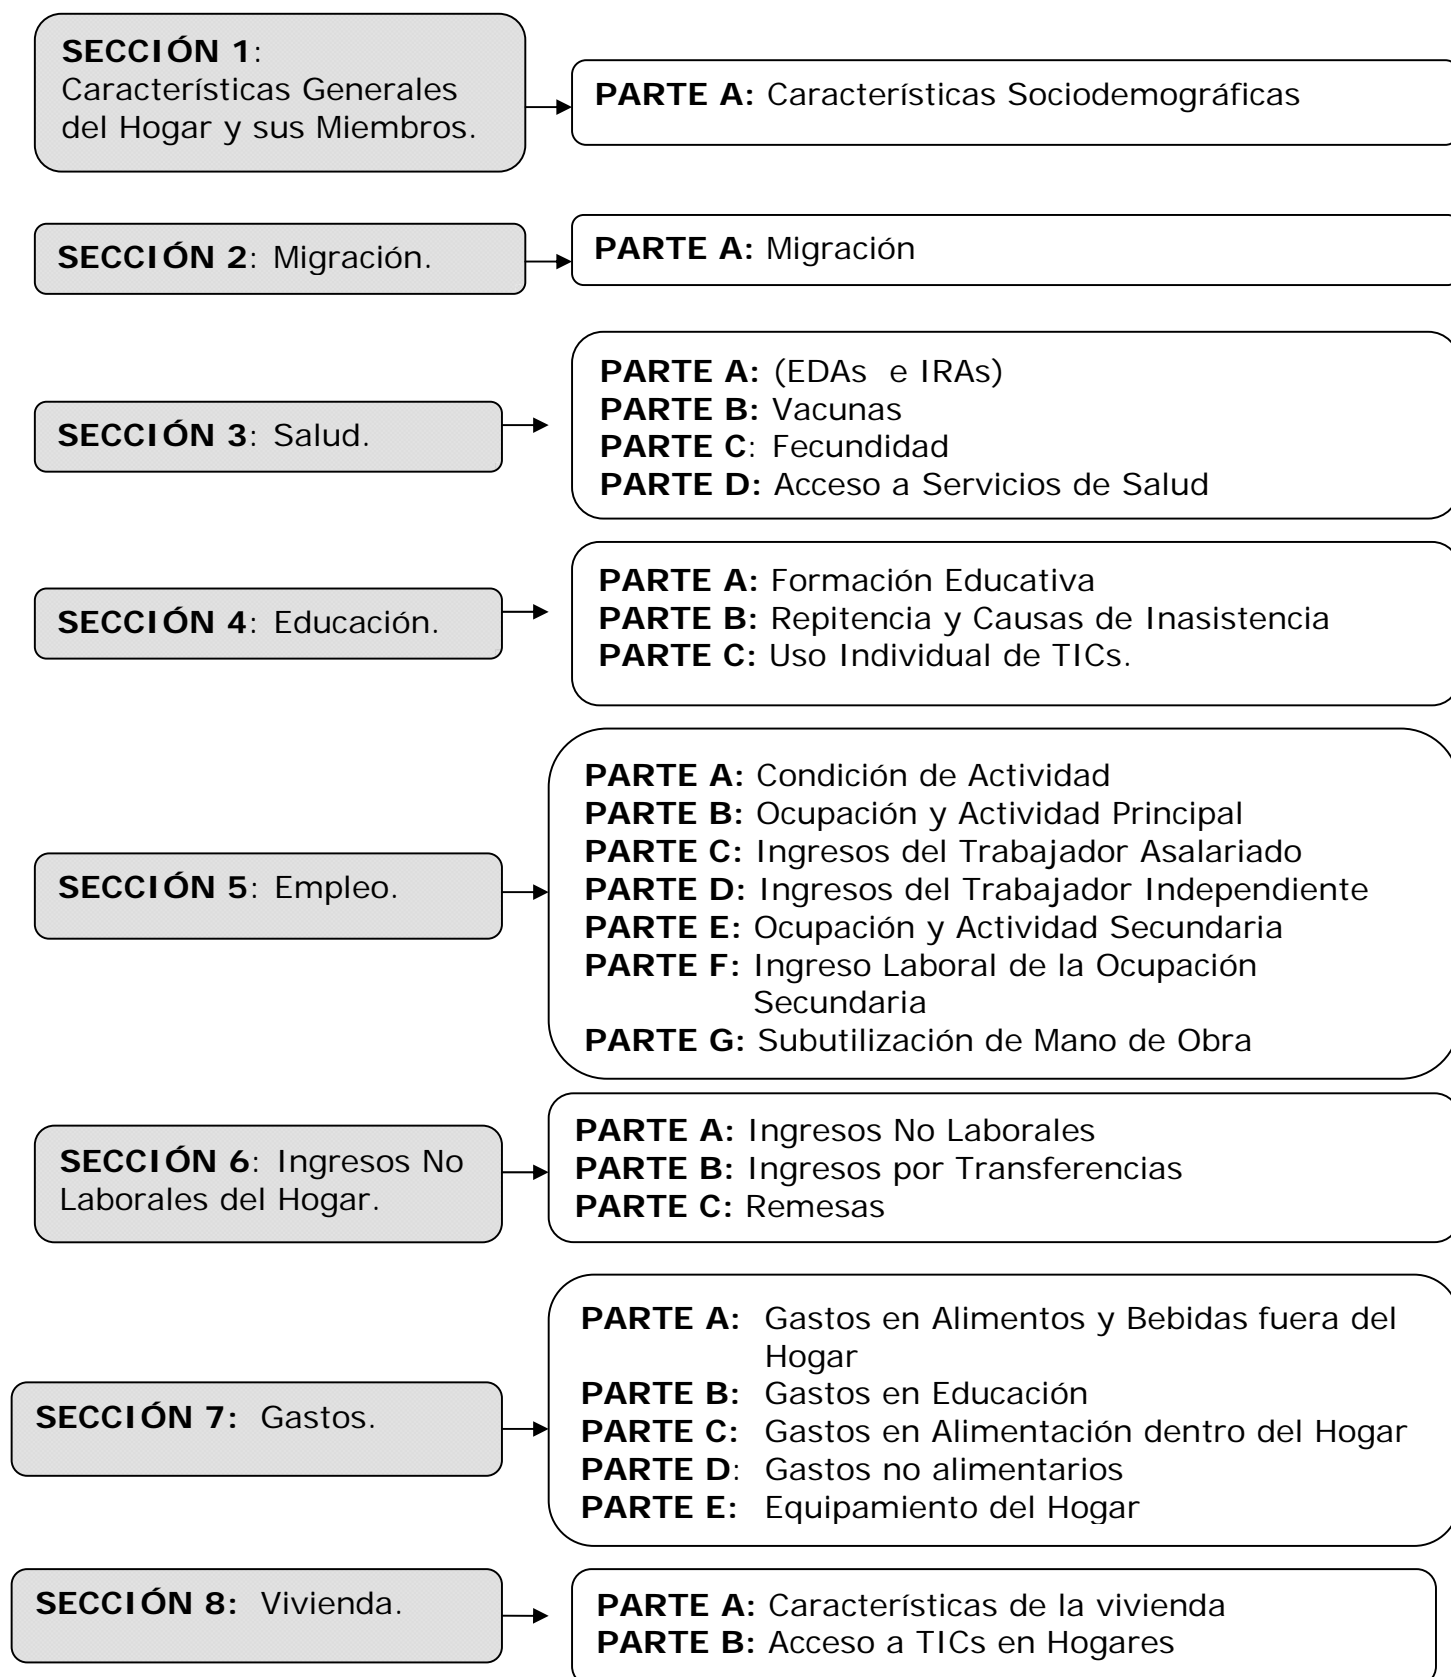 SECCIÓN 1:
Características Generales
del Hogar y sus Miembros.
PARTE A: Características Sociodemográficas
SECCIÓN 2: Migración.
PARTE A: Migración
SECCIÓN 3: Salud.
PARTE A: (EDAs e IRAs)
PARTE B: Vacunas
PARTE C: Fecundidad
PARTE D: Acceso a Servicios de Salud
SECCIÓN 4: Educación.
PARTE A: Formación Educativa
PARTE B: Repitencia y Causas de Inasistencia
PARTE C: Uso Individual de TICs.
SECCIÓN 5: Empleo.
PARTE A: Condición de Actividad
PARTE B: Ocupación y Actividad Principal
PARTE C: Ingresos del Trabajador Asalariado
PARTE D: Ingresos del Trabajador Independiente
PARTE E: Ocupación y Actividad Secundaria
PARTE F: Ingreso Laboral de la Ocupación
Secundaria
PARTE G: Subutilización de Mano de Obra
SECCIÓN 6: Ingresos No
Laborales del Hogar.
PARTE A: Ingresos No Laborales
PARTE B: Ingresos por Transferencias
PARTE C: Remesas
SECCIÓN 7: Gastos.
PARTE A: Gastos en Alimentos y Bebidas fuera del
Hogar
PARTE B: Gastos en Educación
PARTE C: Gastos en Alimentación dentro del Hogar
PARTE D: Gastos no alimentarios
PARTE E: Equipamiento del Hogar
SECCIÓN 8: Vivienda.
PARTE A: Características de la vivienda
PARTE B: Acceso a TICs en Hogares